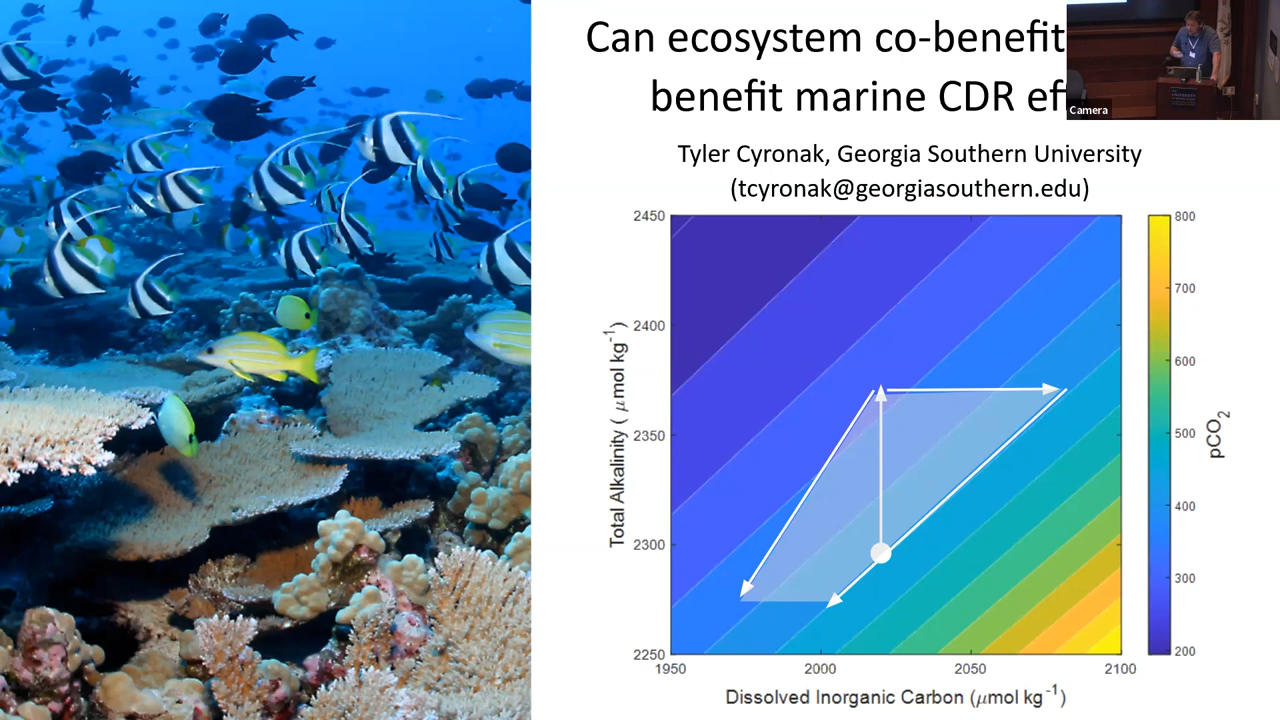 Can ecosystem co-benefit
benefit marine CDR ef
Camera
Tyler Cyronak, Georgia Southern University
(tcyronak@georgiasouthern.edu)
2450
2400
2350
2300
2250
Total Alkalinity ( μmol kg⁻¹)
1950
2000
2050
2100
Dissolved Inorganic Carbon (μmol kg⁻¹)
800
700
600
500
400
300
200
pCO₂